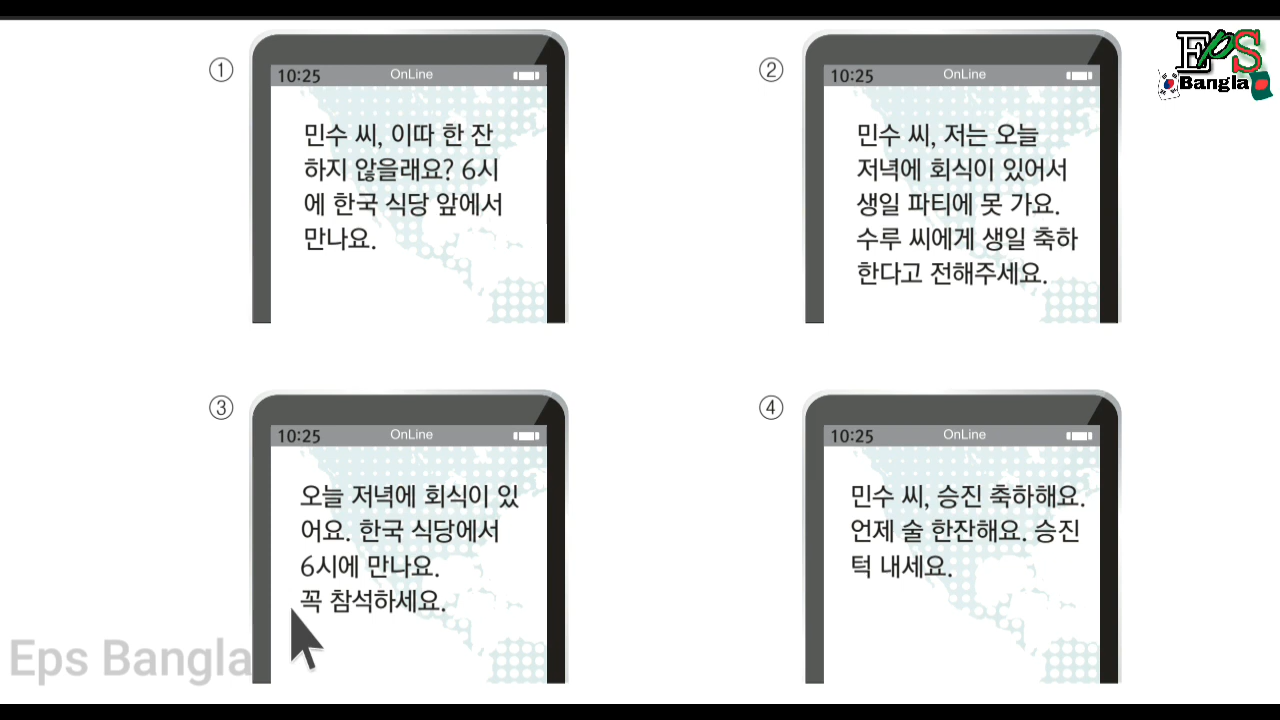 EpS
Bangla
①
10:25 OnLine
민수 씨, 이따 한 잔
하지 않을래요? 6시
에 한국 식당 앞에서
만나요.
②
10:25 OnLine
민수 씨, 저는 오늘
저녁에 회식이 있어서
생일 파티에 못 가요.
수루 씨에게 생일 축하
한다고 전해주세요.
③
10:25 OnLine
오늘 저녁에 회식이 있
어요. 한국 식당에서
6시에 만나요.
꼭 참석하세요.
④
10:25 OnLine
민수 씨, 승진 축하해요.
언제 술 한잔해요. 승진
턱 내세요.
Eps Bangla